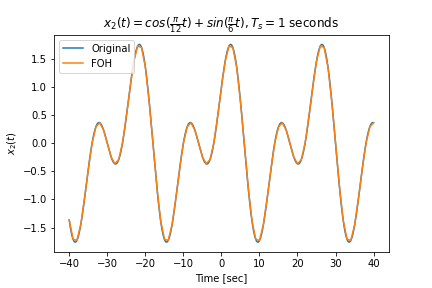 x₂(t) = cos(π/12 t) + sin(π/6 t), Tₛ = 1 seconds
Original
FOH
x₂(t)
1.5
1.0
0.5
0.0
−0.5
−1.0
−1.5
−40 −30 −20 −10 0 10 20 30 40
Time [sec]